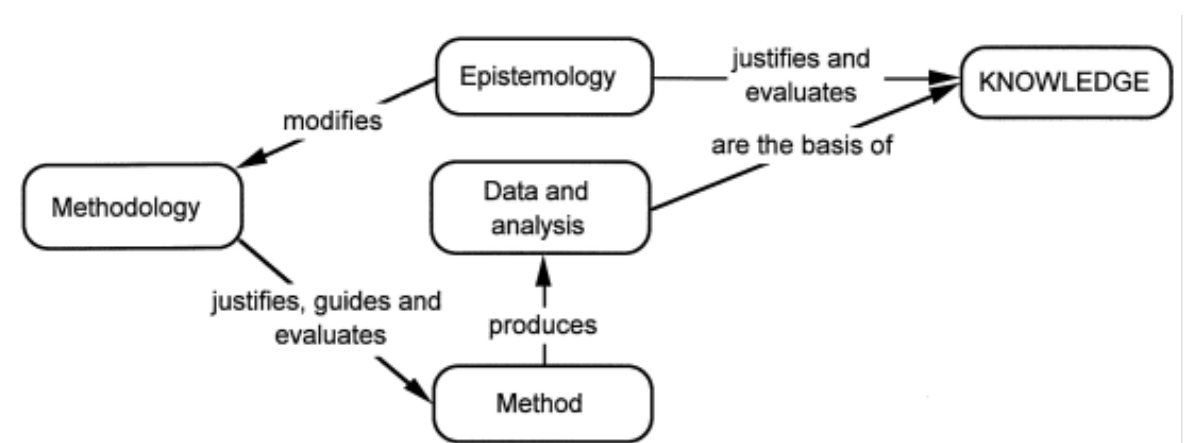 Epistemology
justifies and
evaluates
KNOWLEDGE
modifies
are the basis of
Methodology
Data and
analysis
justifies, guides and
evaluates
produces
Method